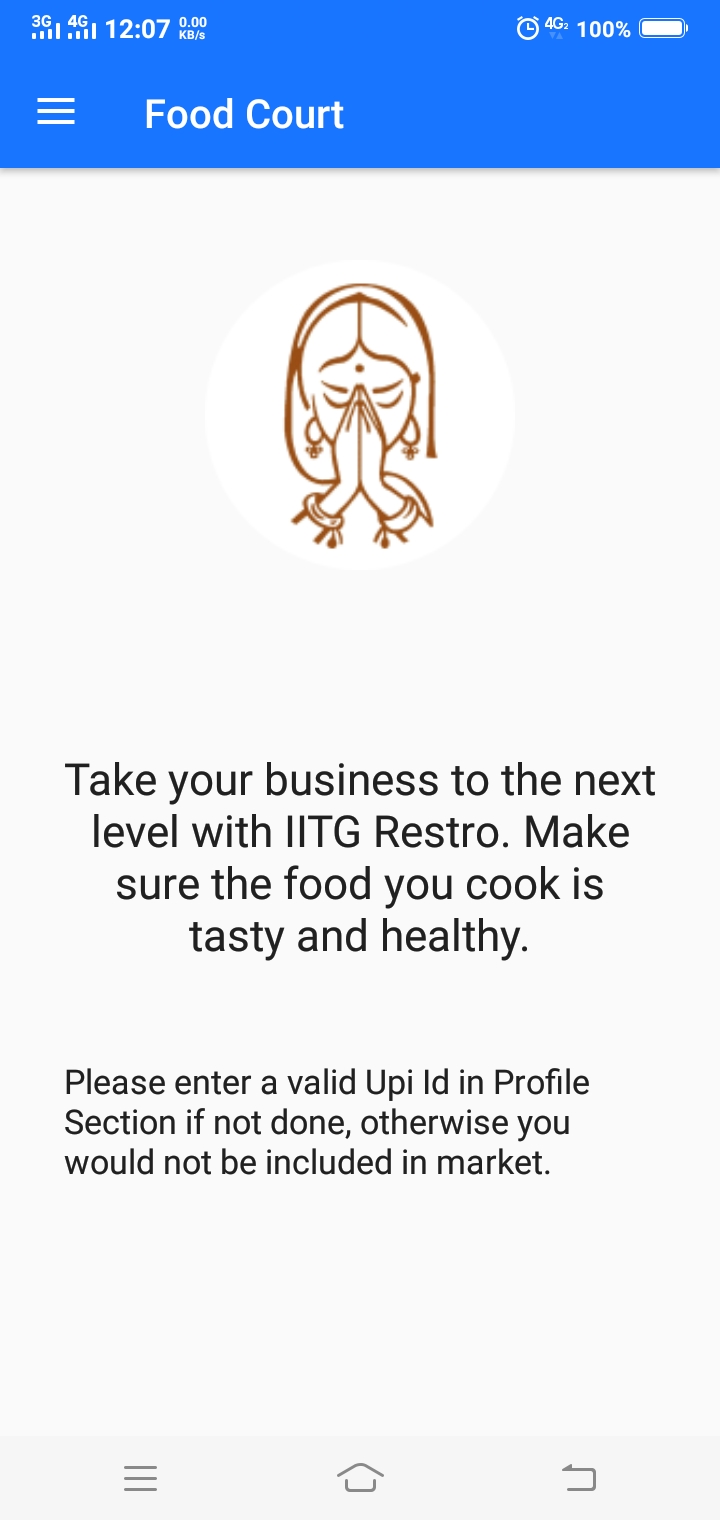 3G 4G 12:07 0.00 KB/s 4G2 100%
Food Court
Take your business to the next
level with IITG Restro. Make
sure the food you cook is
tasty and healthy.
Please enter a valid Upi Id in Profile
Section if not done, otherwise you
would not be included in market.